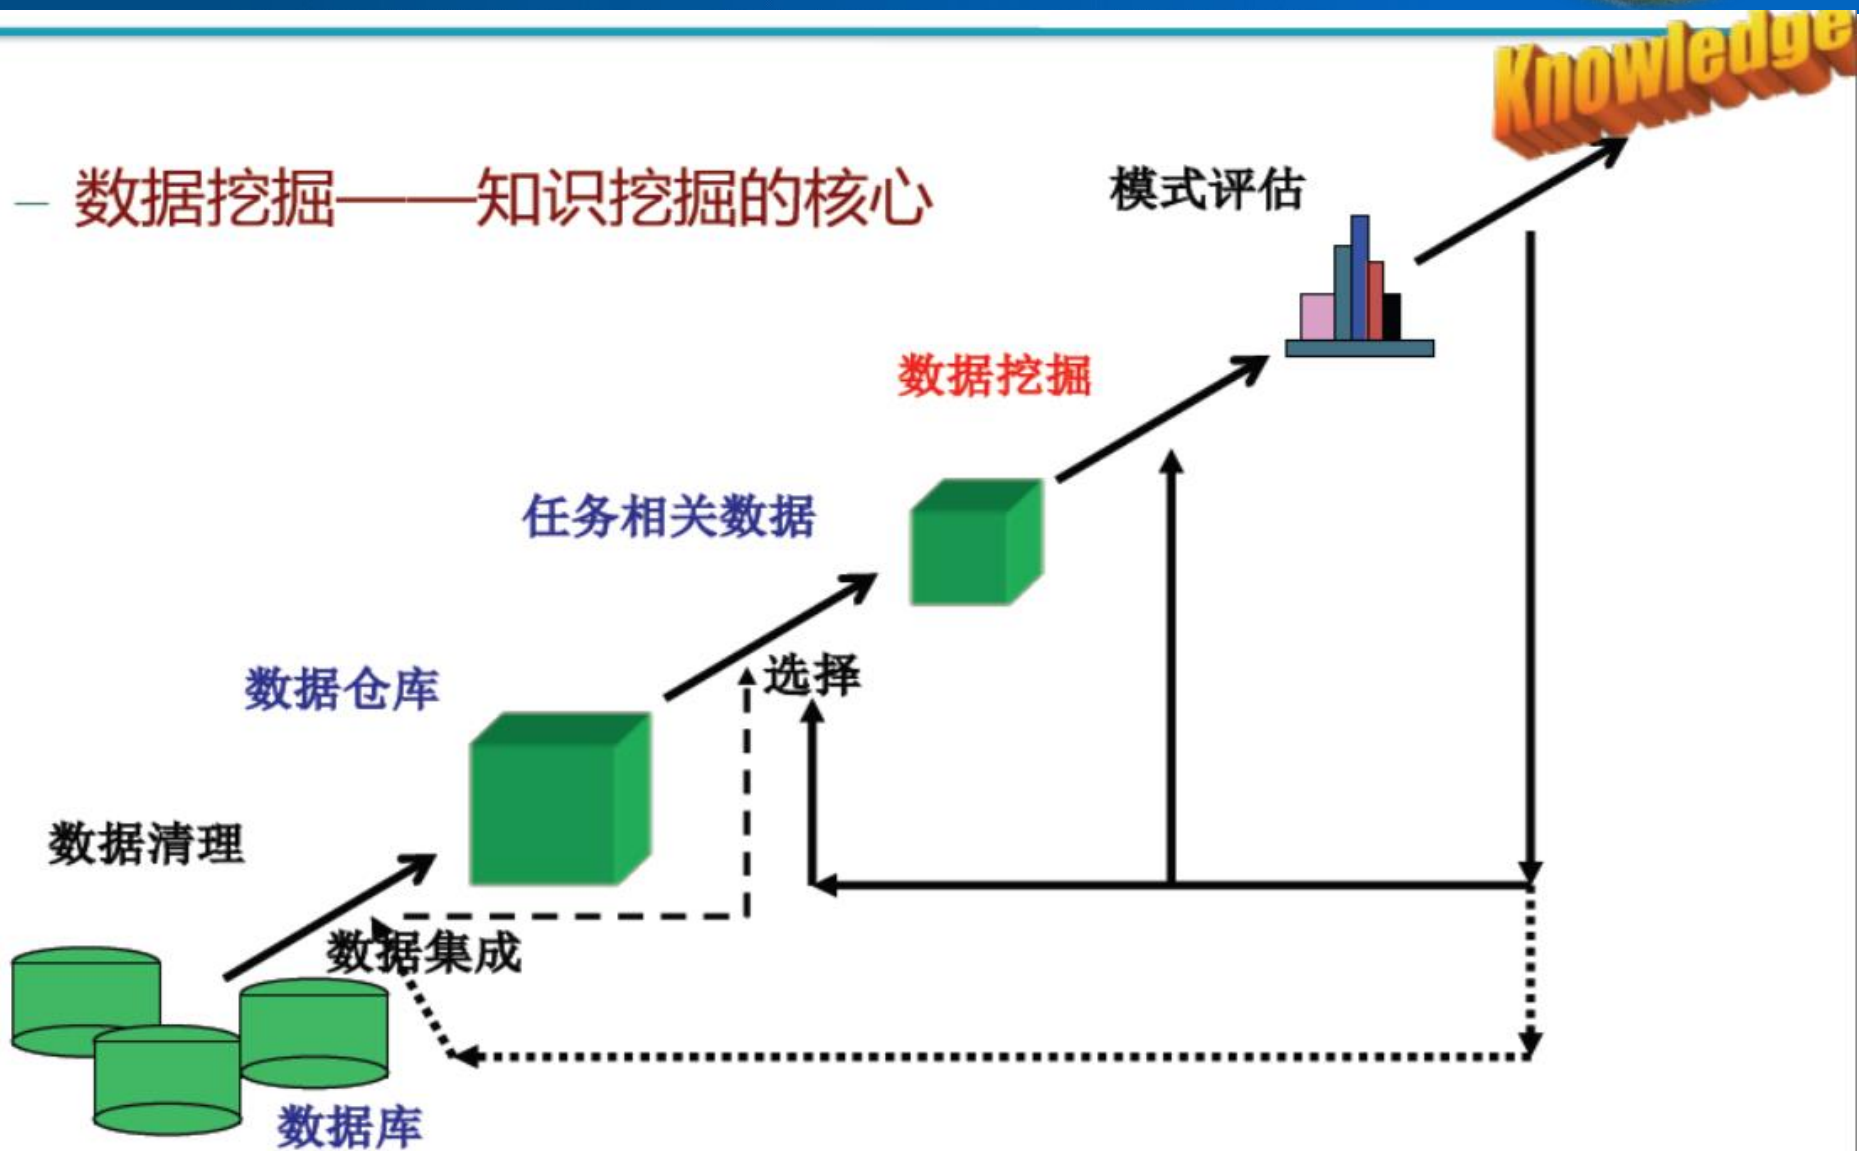 Knowledge
– 数据挖掘——知识挖掘的核心
模式评估
数据挖掘
任务相关数据
选择
数据仓库
数据清理
数据集成
数据库